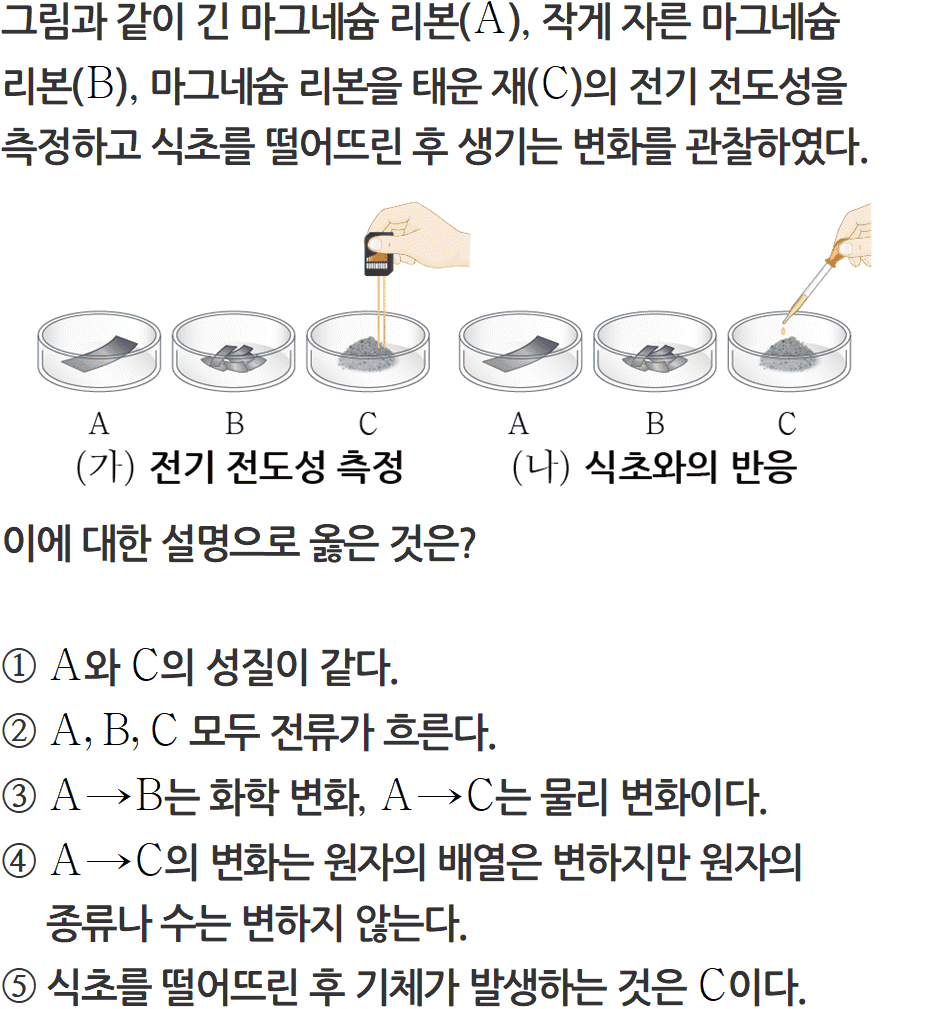 그림과 같이 긴 마그네슘 리본(A), 작게 자른 마그네슘
리본(B), 마그네슘 리본을 태운 재(C)의 전기 전도성을
측정하고 식초를 떨어뜨린 후 생기는 변화를 관찰하였다.
A B C A B C
(가) 전기 전도성 측정 (나) 식초와의 반응
이에 대한 설명으로 옳은 것은?
① A와 C의 성질이 같다.
② A, B, C 모두 전류가 흐른다.
③ A→B는 화학 변화, A→C는 물리 변화이다.
④ A→C의 변화는 원자의 배열은 변하지만 원자의
종류나 수는 변하지 않는다.
⑤ 식초를 떨어뜨린 후 기체가 발생하는 것은 C이다.